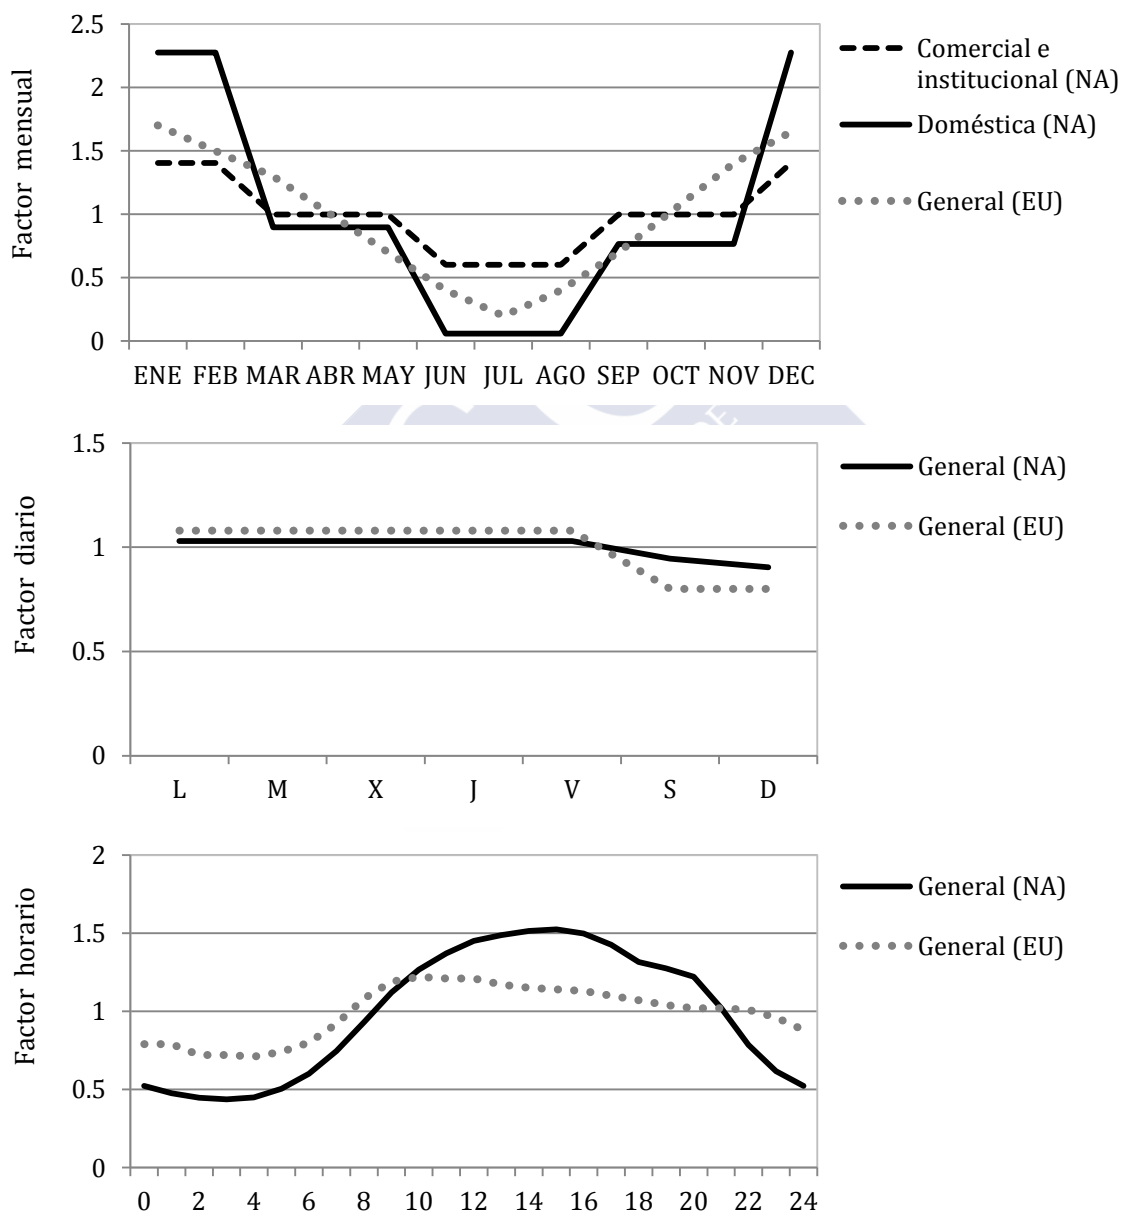 2.5
2
1.5
1
0.5
0
Factor mensual
ENE FEB MAR ABR MAY JUN JUL AGO SEP OCT NOV DEC
Comercial e
institucional (NA)
Doméstica (NA)
General (EU)
1.5
1
0.5
0
Factor diario
L M X J V S D
General (NA)
General (EU)
2
1.5
1
0.5
0
Factor horario
0 2 4 6 8 10 12 14 16 18 20 22 24
General (NA)
General (EU)